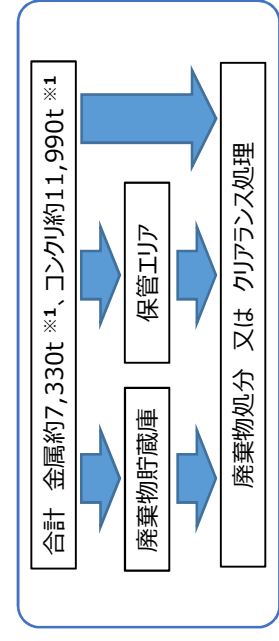 合計 金属約7,330t ※1、コンクリ約11,990t ※1
廃棄物貯蔵庫
保管エリア
廃棄物処分 又は クリアランス処理